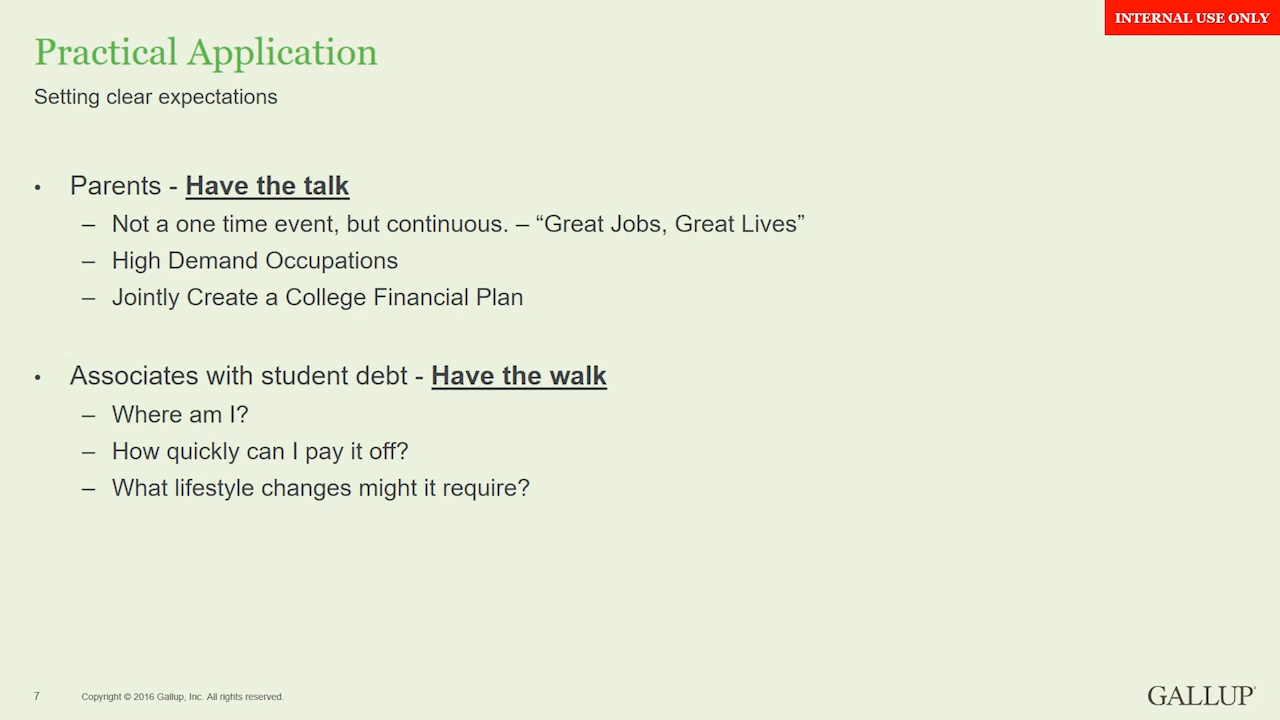 INTERNAL USE ONLY
Practical Application
Setting clear expectations
• Parents - Have the talk
– Not a one time event, but continuous. – “Great Jobs, Great Lives”
– High Demand Occupations
– Jointly Create a College Financial Plan
• Associates with student debt - Have the walk
– Where am I?
– How quickly can I pay it off?
– What lifestyle changes might it require?
7 Copyright © 2016 Gallup, Inc. All rights reserved.
GALLUP®